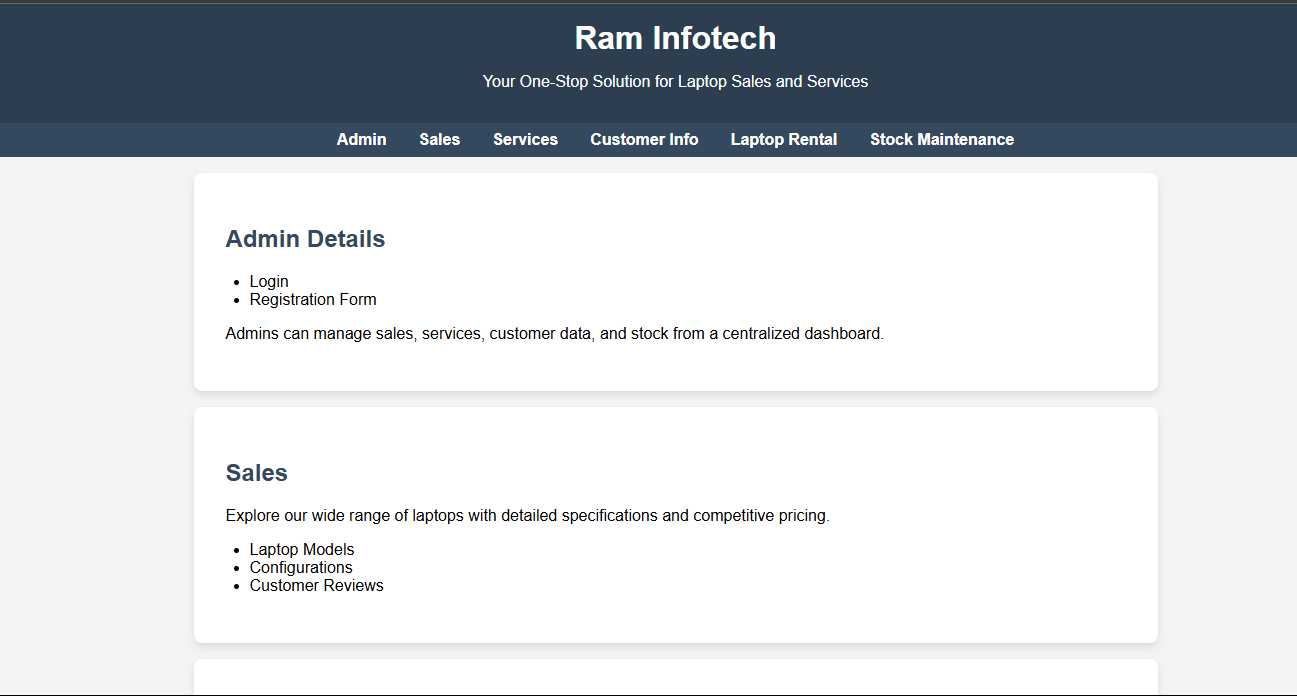 Ram Infotech
Your One-Stop Solution for Laptop Sales and Services
Admin Sales Services Customer Info Laptop Rental Stock Maintenance
Admin Details
• Login
• Registration Form
Admins can manage sales, services, customer data, and stock from a centralized dashboard.
Sales
Explore our wide range of laptops with detailed specifications and competitive pricing.
• Laptop Models
• Configurations
• Customer Reviews